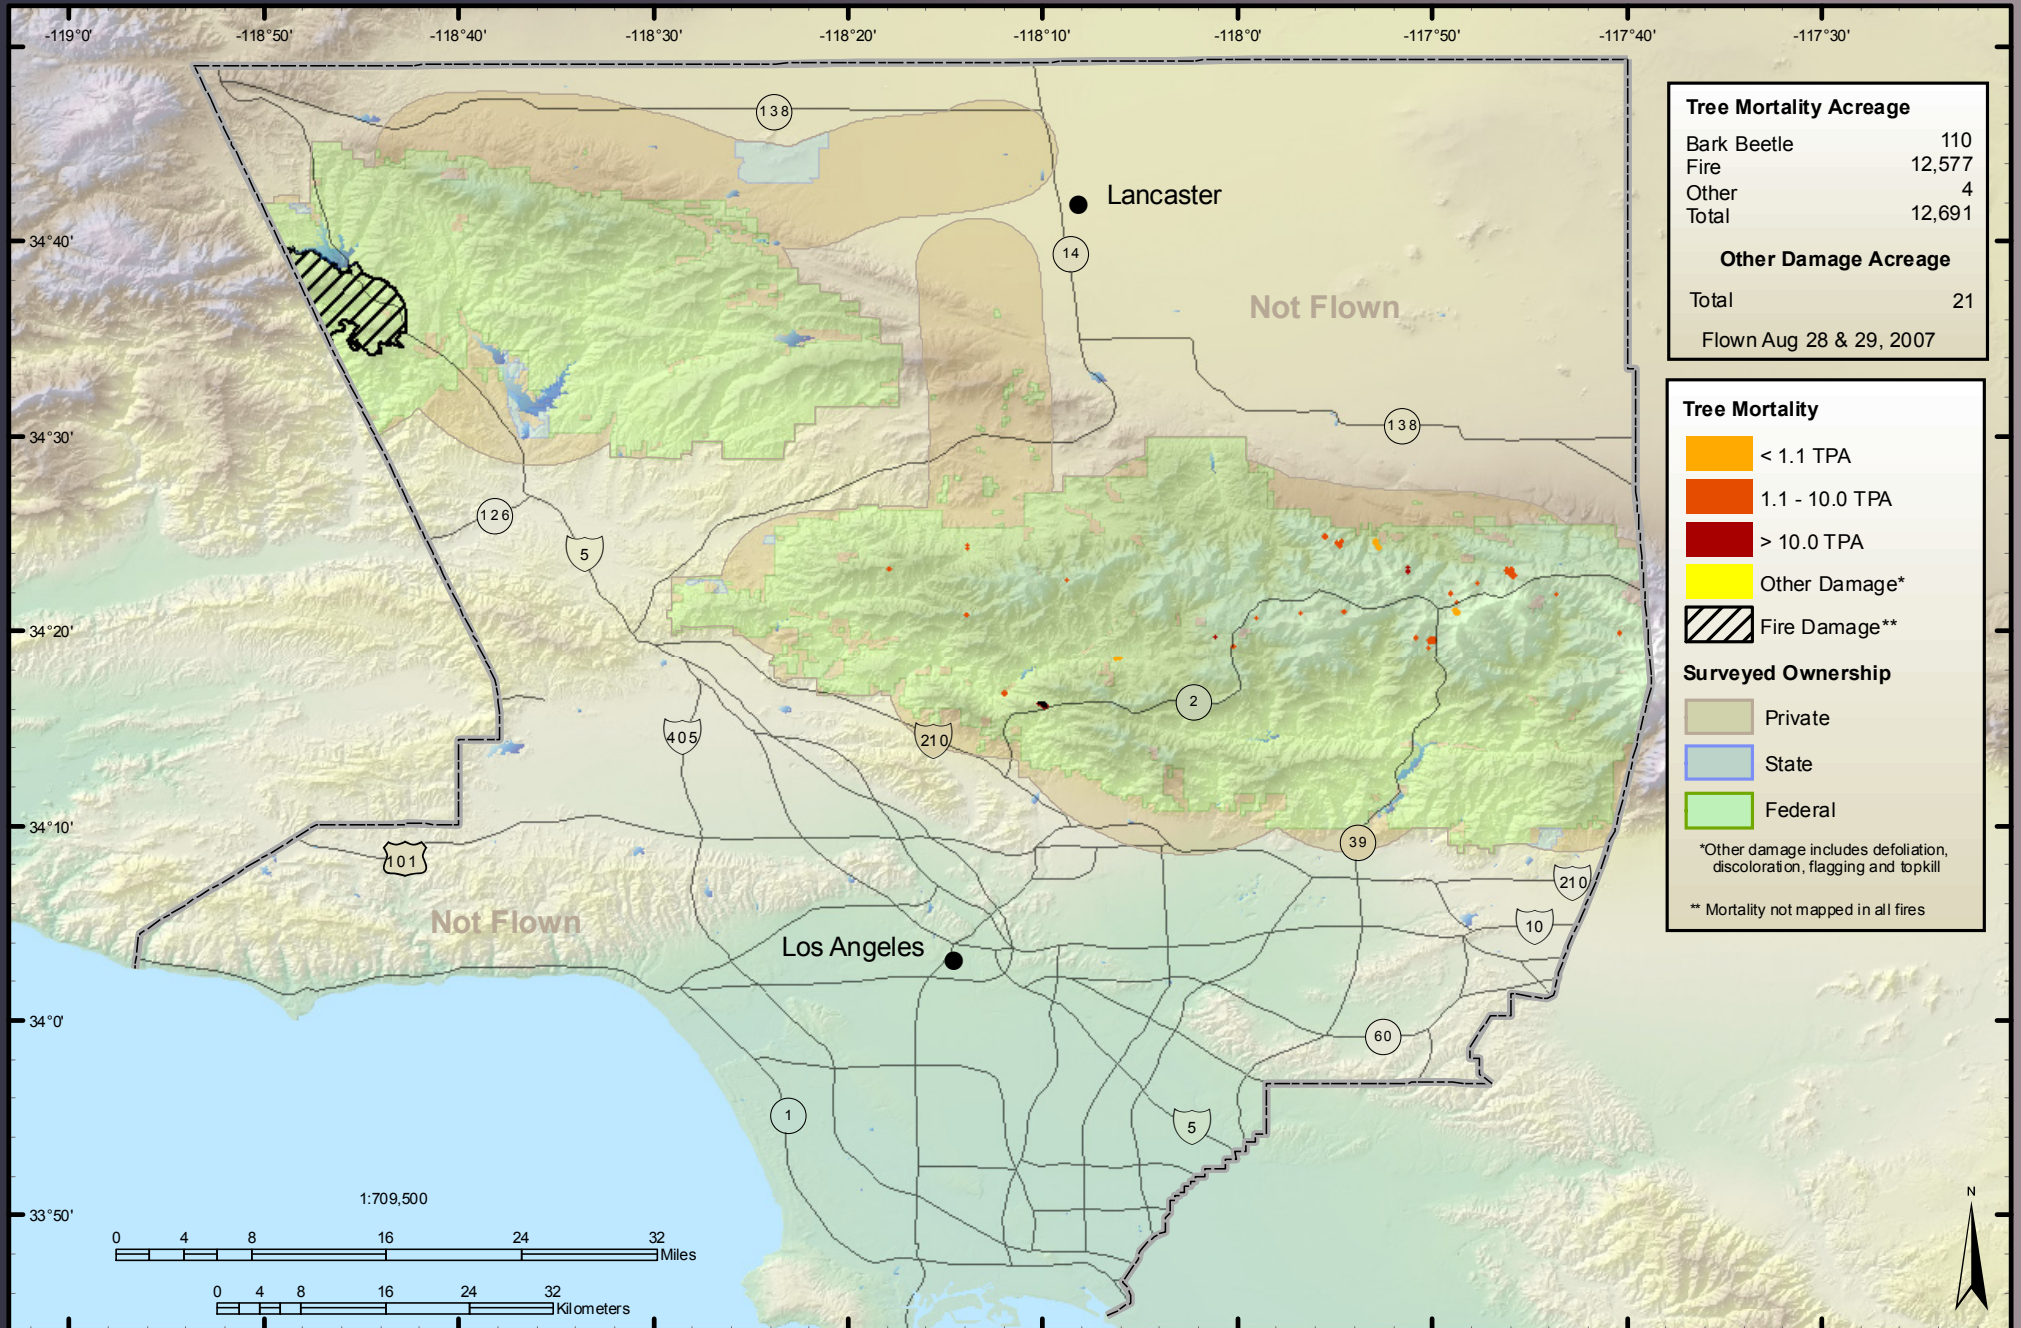 -119°0'
-118°50'
-118°40'
-118°30'
-118°20'
-118°10'
-118°0'
-117°50'
-117°40'
-117°30'
34°40'
34°30'
34°20'
34°10'
34°0'
33°50'
138
Lancaster
14
Not Flown
138
126
5
2
405
210
39
101
210
10
Not Flown
Los Angeles
60
1
5
1:709,500
0 4 8 16 24 32
Miles
0 4 8 16 24 32
Kilometers
Tree Mortality Acreage
Bark Beetle 110
Fire 12,577
Other 4
Total 12,691
Other Damage Acreage
Total 21
Flown Aug 28 & 29, 2007
Tree Mortality
< 1.1 TPA
1.1 - 10.0 TPA
> 10.0 TPA
Other Damage*
Fire Damage**
Surveyed Ownership
Private
State
Federal
*Other damage includes defoliation,
discoloration, flagging and topkill
** Mortality not mapped in all fires
N